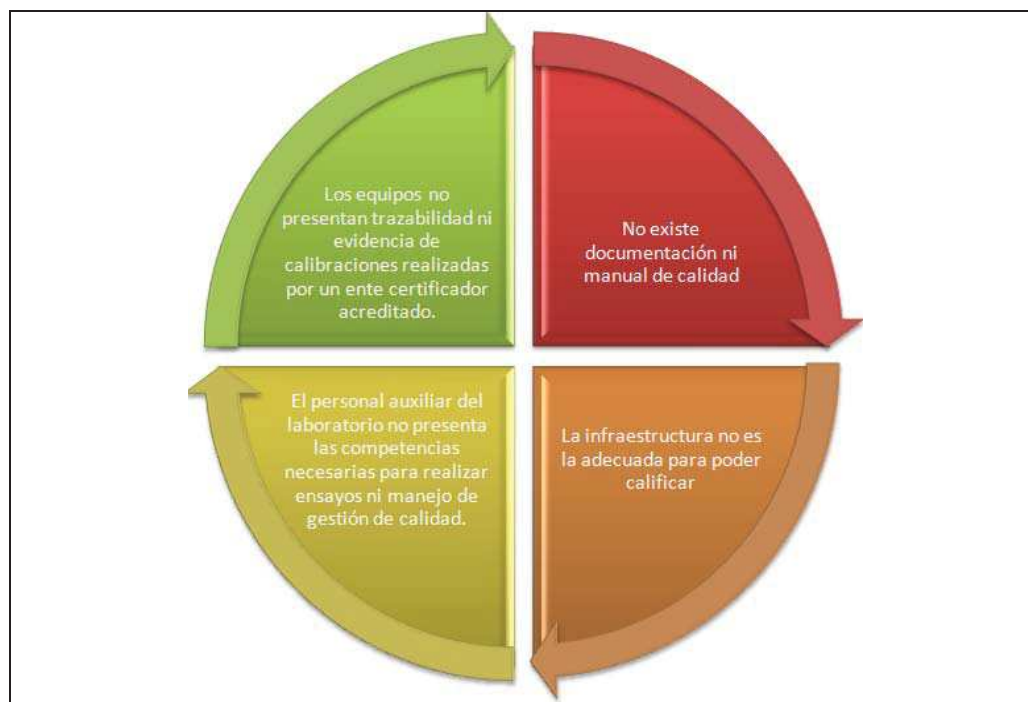 Los equipos no
presentan trazabilidad ni
evidencia de
calibraciones realizadas
por un ente certificador
acreditado.
No existe
documentación ni
manual de calidad
El personal auxiliar del
laboratorio no presenta
las competencias
necesarias para realizar
ensayos ni manejo de
gestión de calidad.
La infraestructura no es
la adecuada para poder
calificar